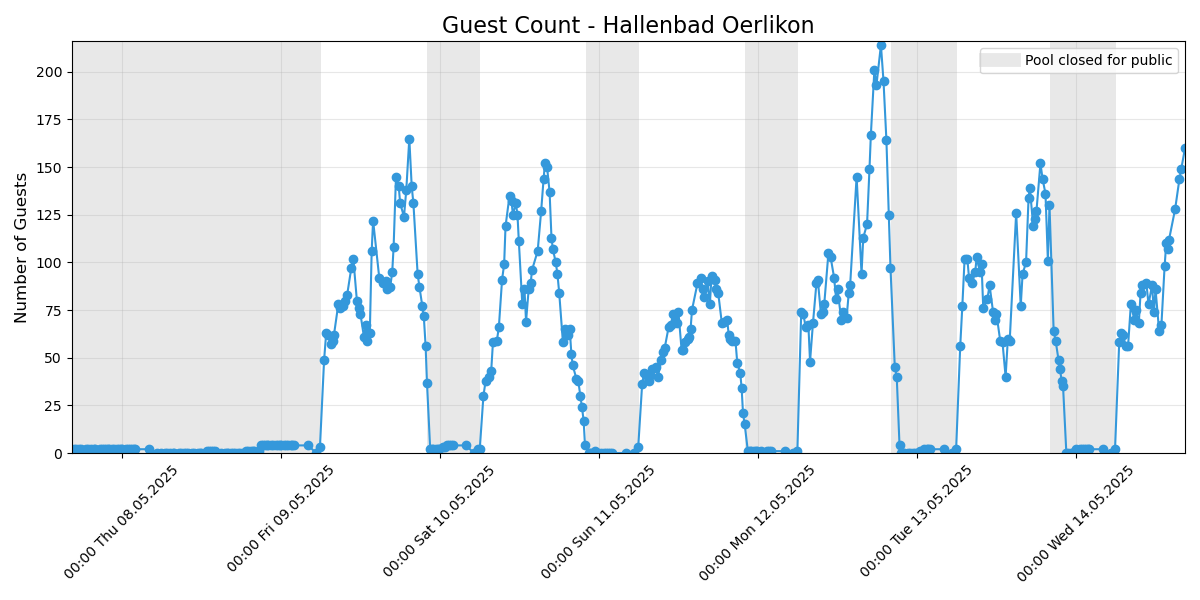 Guest Count - Hallenbad Oerlikon
Pool closed for public
Number of Guests
200
175
150
125
100
75
50
25
0
00:00 Thu 08.05.2025
00:00 Fri 09.05.2025
00:00 Sat 10.05.2025
00:00 Sun 11.05.2025
00:00 Mon 12.05.2025
00:00 Tue 13.05.2025
00:00 Wed 14.05.2025